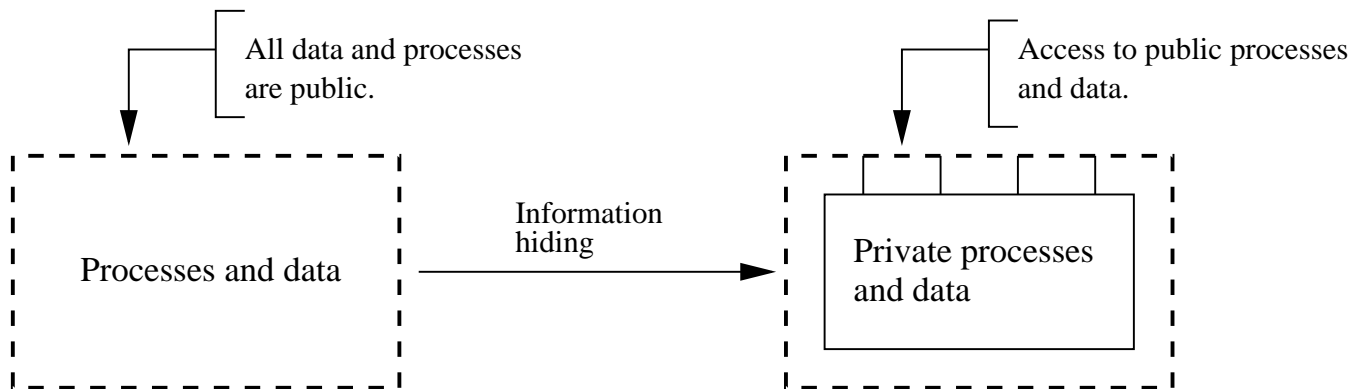 All data and processes
are public.
Access to public processes
and data.
Information
hiding
Processes and data
Private processes
and data